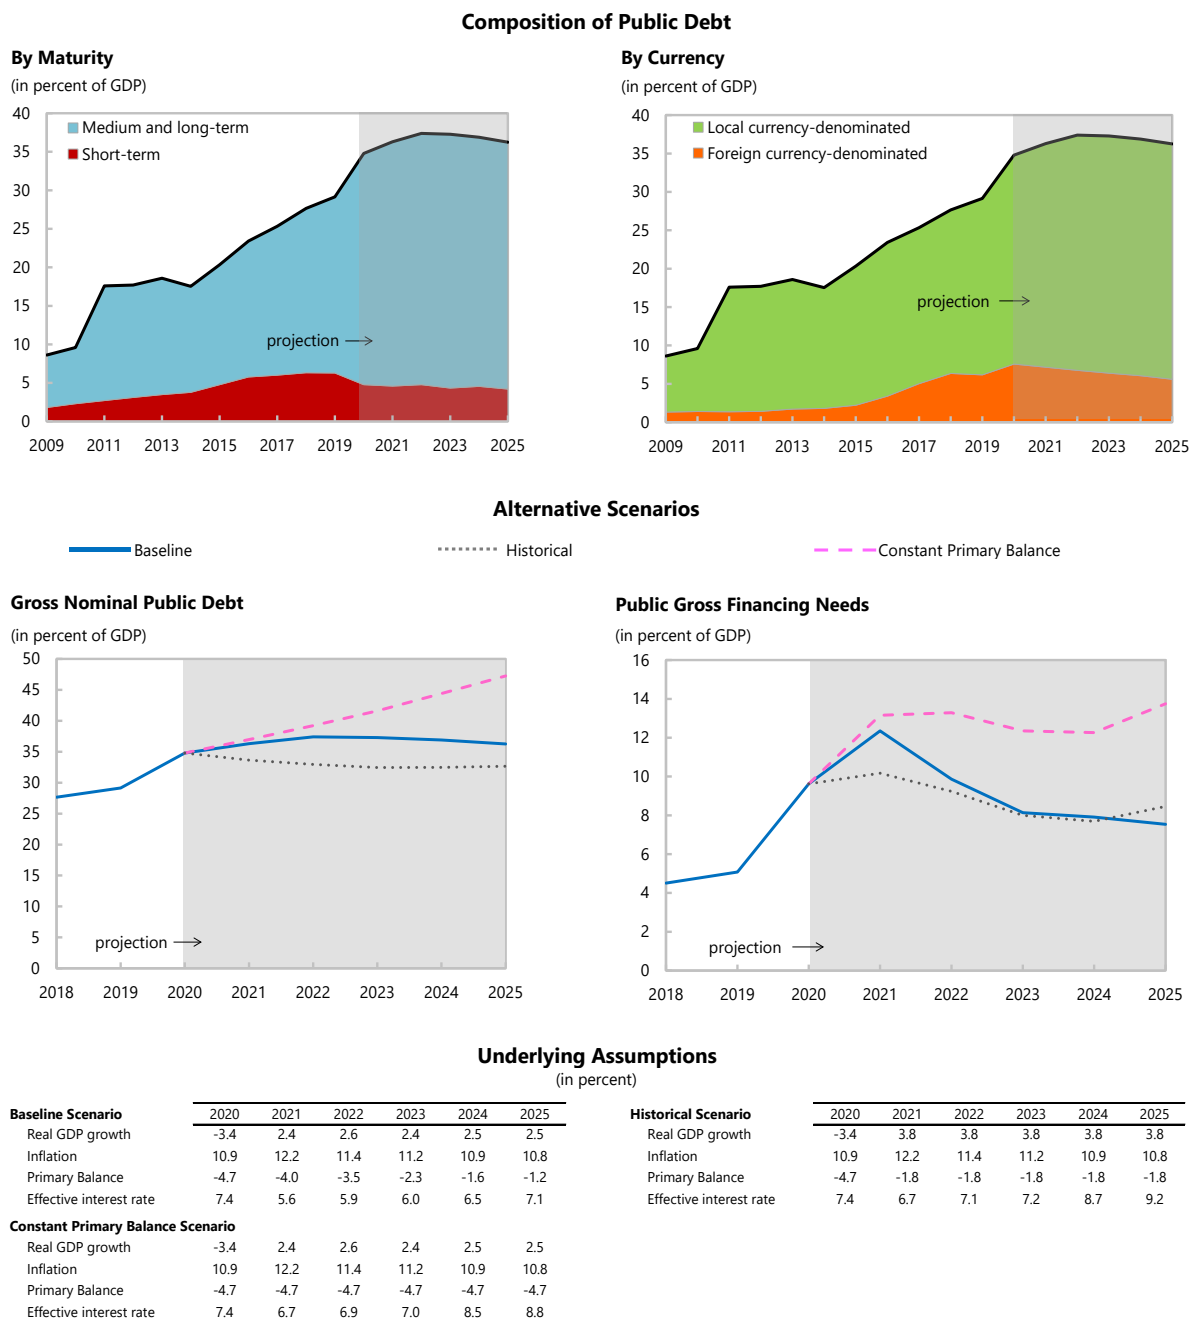 Composition of Public Debt
By Maturity
(in percent of GDP)
40
35
30
25
20
15
10
5
0
Medium and long-term
Short-term
projection
2009 2011 2013 2015 2017 2019 2021 2023 2025
By Currency
(in percent of GDP)
40
35
30
25
20
15
10
5
0
Local currency-denominated
Foreign currency-denominated
projection
2009 2011 2013 2015 2017 2019 2021 2023 2025
Alternative Scenarios
Baseline Historical Constant Primary Balance
Gross Nominal Public Debt
(in percent of GDP)
50
45
40
35
30
25
20
15
10
5
0
projection
2018 2019 2020 2021 2022 2023 2024 2025
Public Gross Financing Needs
(in percent of GDP)
16
14
12
10
8
6
4
2
0
projection
2018 2019 2020 2021 2022 2023 2024 2025
Underlying Assumptions
(in percent)
Baseline Scenario 2020 2021 2022 2023 2024 2025
Real GDP growth -3.4 2.4 2.6 2.4 2.5 2.5
Inflation 10.9 12.2 11.4 11.2 10.9 10.8
Primary Balance -4.7 -4.0 -3.5 -2.3 -1.6 -1.2
Effective interest rate 7.4 5.6 5.9 6.0 6.5 7.1
Constant Primary Balance Scenario
Real GDP growth -3.4 2.4 2.6 2.4 2.5 2.5
Inflation 10.9 12.2 11.4 11.2 10.9 10.8
Primary Balance -4.7 -4.7 -4.7 -4.7 -4.7 -4.7
Effective interest rate 7.4 6.7 6.9 7.0 8.5 8.8
Historical Scenario 2020 2021 2022 2023 2024 2025
Real GDP growth -3.4 3.8 3.8 3.8 3.8 3.8
Inflation 10.9 12.2 11.4 11.2 10.9 10.8
Primary Balance -4.7 -1.8 -1.8 -1.8 -1.8 -1.8
Effective interest rate 7.4 6.7 7.1 7.2 8.7 9.2